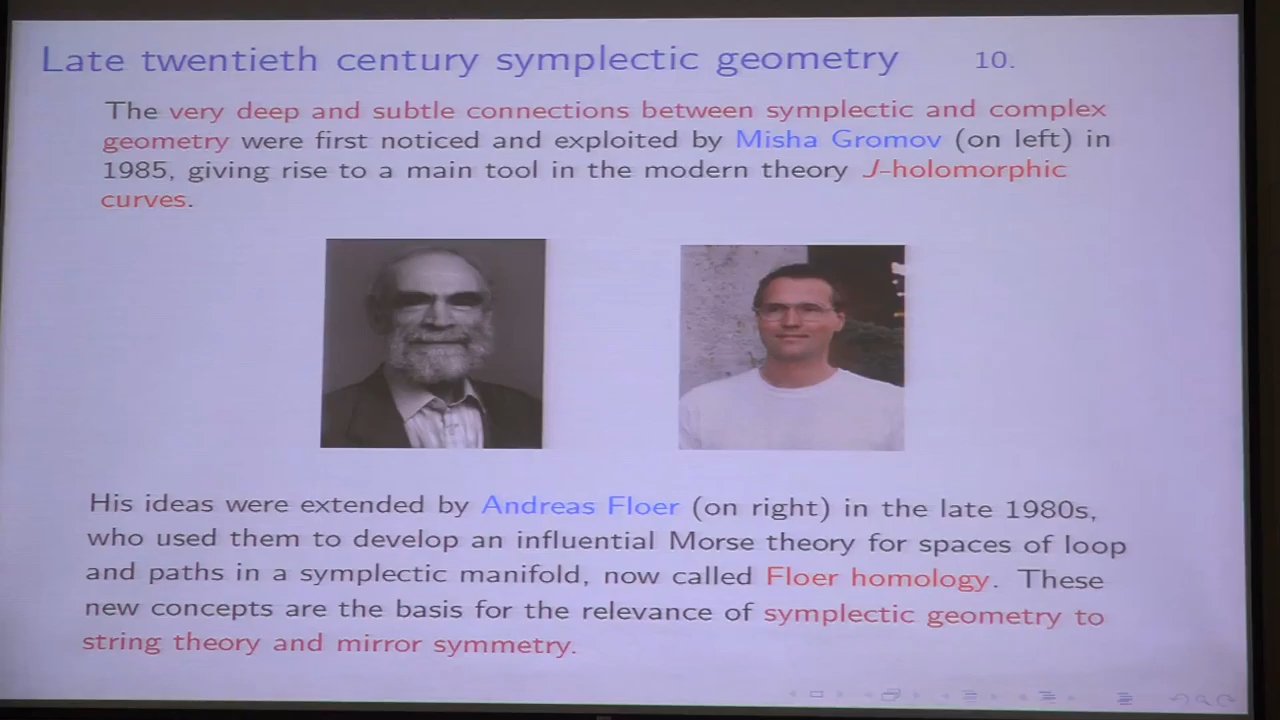 Late twentieth century symplectic geometry 10.
The very deep and subtle connections between symplectic and complex
geometry were first noticed and exploited by Misha Gromov (on left) in
1985, giving rise to a main tool in the modern theory J-holomorphic
curves.
His ideas were extended by Andreas Floer (on right) in the late 1980s,
who used them to develop an influential Morse theory for spaces of loop
and paths in a symplectic manifold, now called Floer homology. These
new concepts are the basis for the relevance of symplectic geometry to
string theory and mirror symmetry.